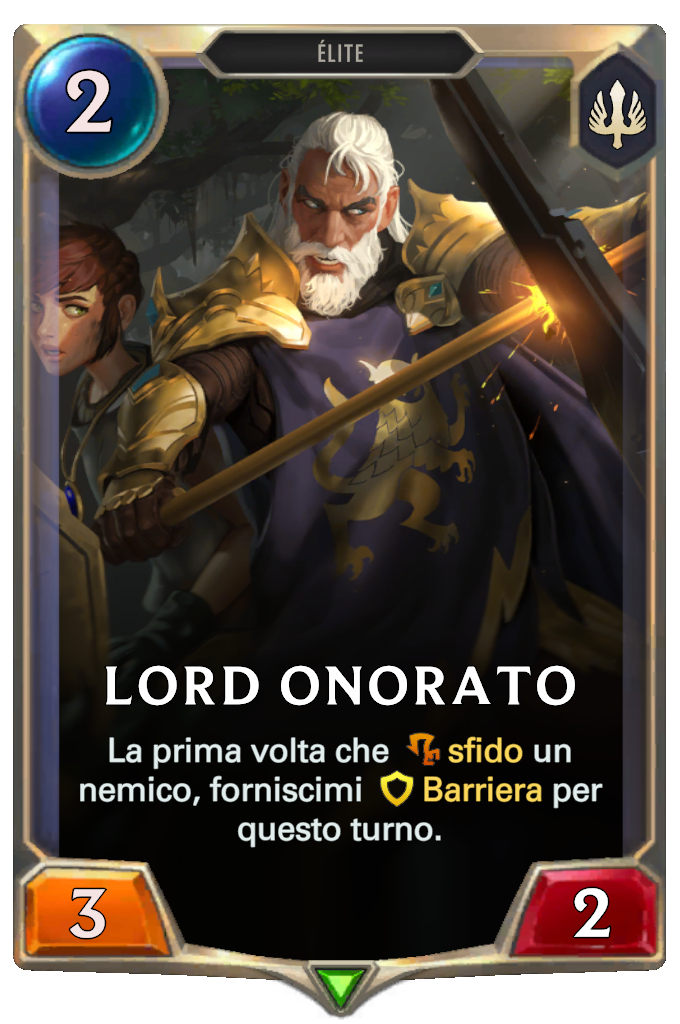 ÉLITE
2
LORD ONORATO
La prima volta che sfido un
nemico, forniscimi Barriera per
questo turno.
3
2